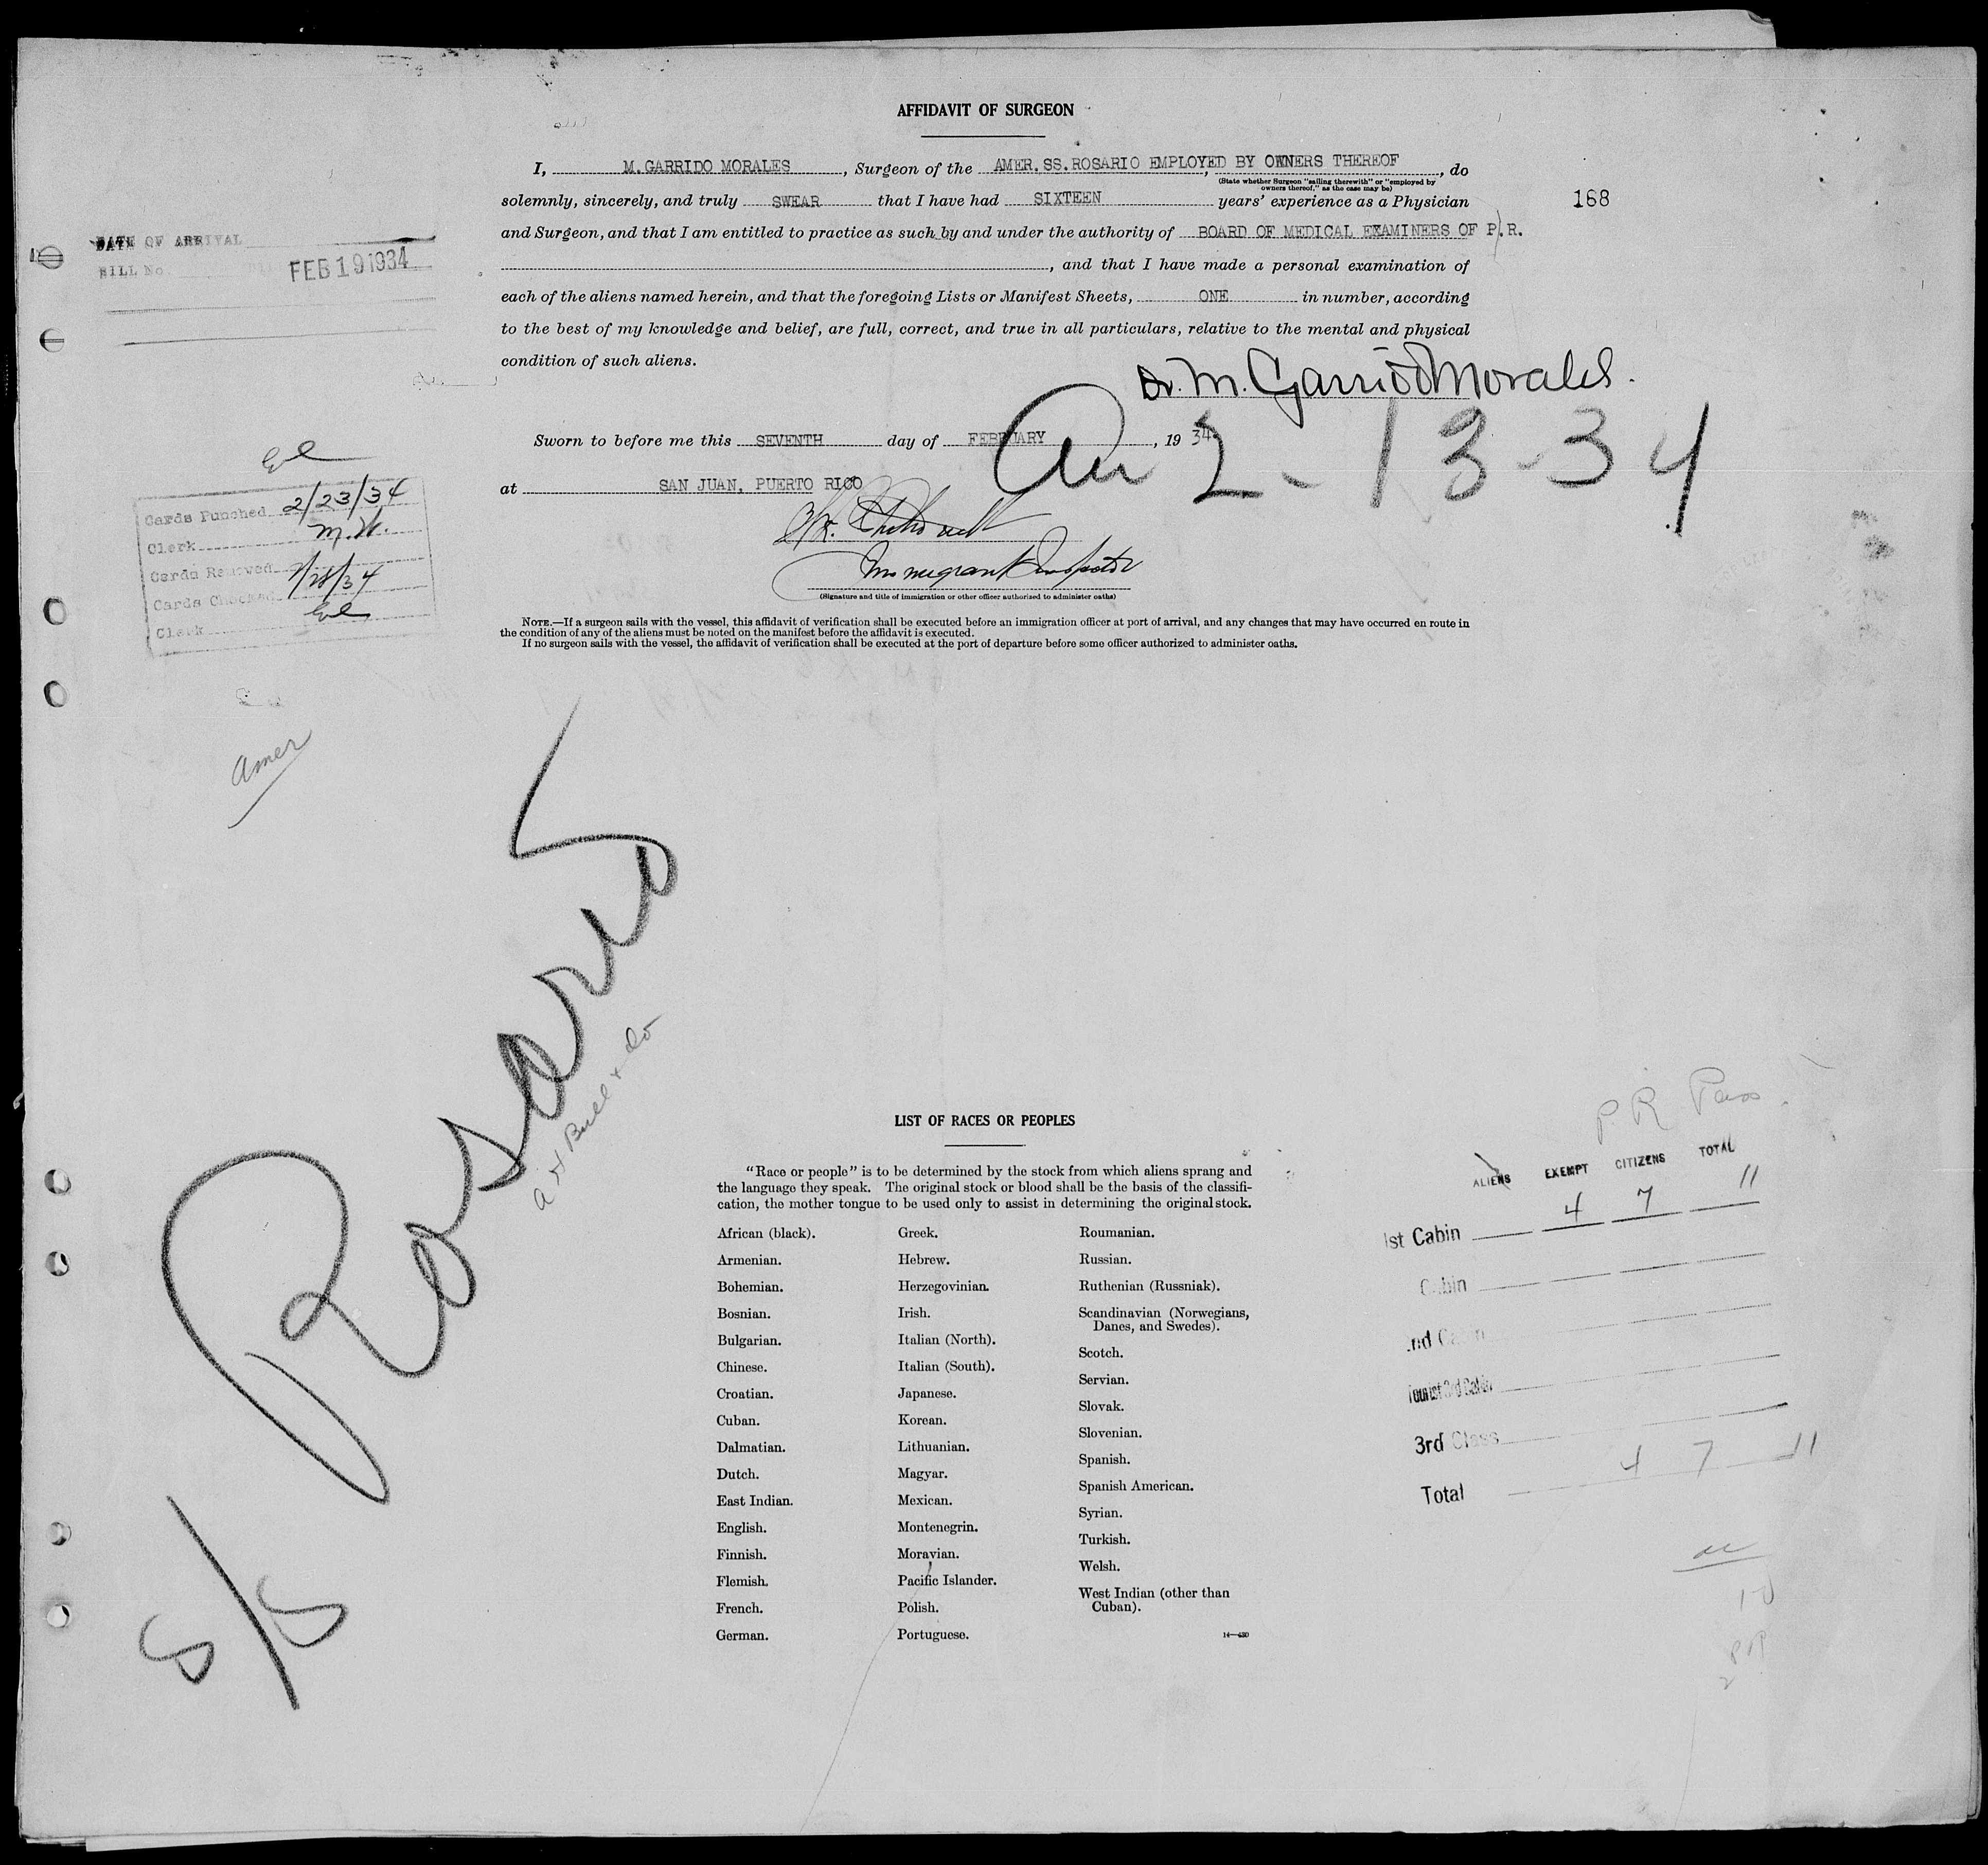 AFFIDAVIT OF SURGEON
I, M. GARRIDO MORALES, Surgeon of the AMER. SS. ROSARIO EMPLOYED BY OWNERS THEREOF, do
(State whether Surgeon "sailing therewith" or "employed by
owners thereof," as the case may be)
solemnly, sincerely, and truly SWEAR that I have had SIXTEEN years' experience as a Physician
168
and Surgeon, and that I am entitled to practice as such by and under the authority of BOARD OF MEDICAL EXAMINERS OF P.R.
, and that I have made a personal examination of
each of the aliens named herein, and that the foregoing Lists or Manifest Sheets, ONE in number, according
to the best of my knowledge and belief, are full, correct, and true in all particulars, relative to the mental and physical
condition of such aliens.
Dr. M. Garrido Morales.
Sworn to before me this SEVENTH day of FEBRUARY, 19 34
Arr 2-13-34
at SAN JUAN, PUERTO RICO
Immigrant Inspector
(Signature and title of immigration or other officer authorized to administer oaths)
NOTE.—If a surgeon sails with the vessel, this affidavit of verification shall be executed before an immigration officer at port of arrival, and any changes that may have occurred en route in
the condition of any of the aliens must be noted on the manifest before the affidavit is executed.
If no surgeon sails with the vessel, the affidavit of verification shall be executed at the port of departure before some officer authorized to administer oaths.
DATE OF ARRIVAL
BILL No.
FEB 19 1934
Cards Punched 2/23/34
Clerk M.H.
Cards Removed
Cards Checked
Clerk
Amer
S/S Rosario
A H Bull & Co
LIST OF RACES OR PEOPLES
"Race or people" is to be determined by the stock from which aliens sprang and
the language they speak. The original stock or blood shall be the basis of the classifi-
cation, the mother tongue to be used only to assist in determining the original stock.
African (black).
Armenian.
Bohemian.
Bosnian.
Bulgarian.
Chinese.
Croatian.
Cuban.
Dalmatian.
Dutch.
East Indian.
English.
Finnish.
Flemish.
French.
German.
Greek.
Hebrew.
Herzegovinian.
Irish.
Italian (North).
Italian (South).
Japanese.
Korean.
Lithuanian.
Magyar.
Mexican.
Montenegrin.
Moravian.
Pacific Islander.
Polish.
Portuguese.
Roumanian.
Russian.
Ruthenian (Russniak).
Scandinavian (Norwegians,
Danes, and Swedes).
Scotch.
Servian.
Slovak.
Slovenian.
Spanish.
Spanish American.
Syrian.
Turkish.
Welsh.
West Indian (other than
Cuban).
14—430
P R Pass
ALIENS EXEMPT CITIZENS TOTAL
1st Cabin 4 7 11
Cabin
2nd Cabin
Tourist 3rd Cabin
3rd Class
Total 4 7 11